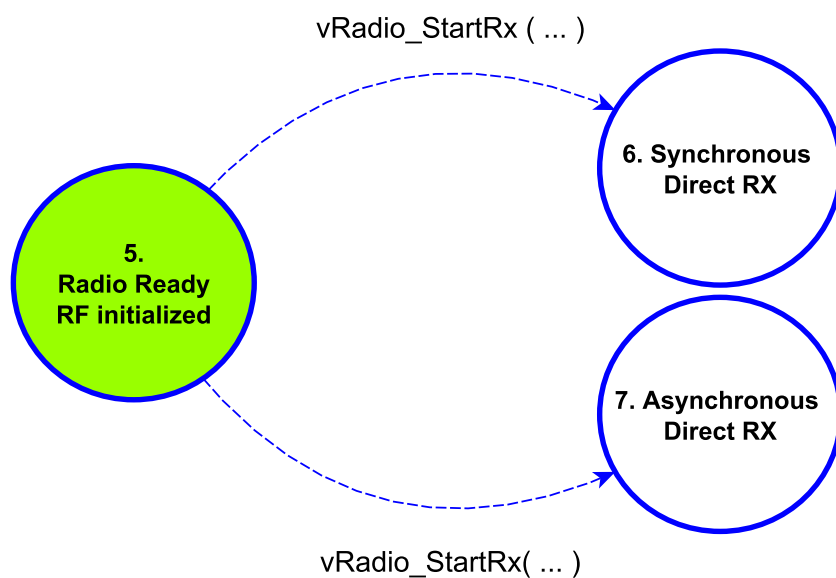 vRadio_StartRx ( ... )
6. Synchronous
Direct RX
5.
Radio Ready
RF initialized
7. Asynchronous
Direct RX
vRadio_StartRx( ... )